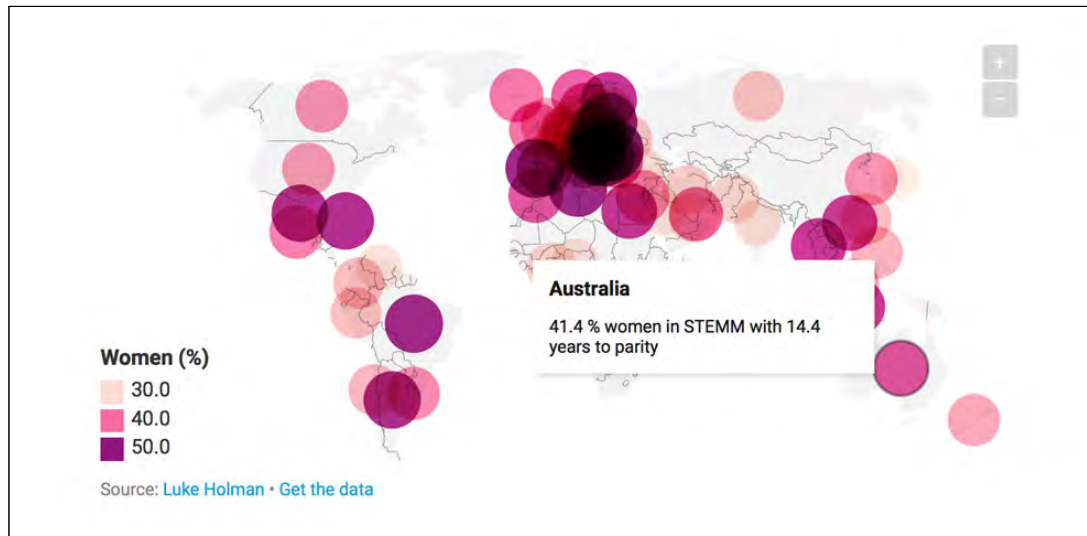 +
−
Australia
41.4 % women in STEMM with 14.4
years to parity
Women (%)
30.0
40.0
50.0
Source: Luke Holman • Get the data